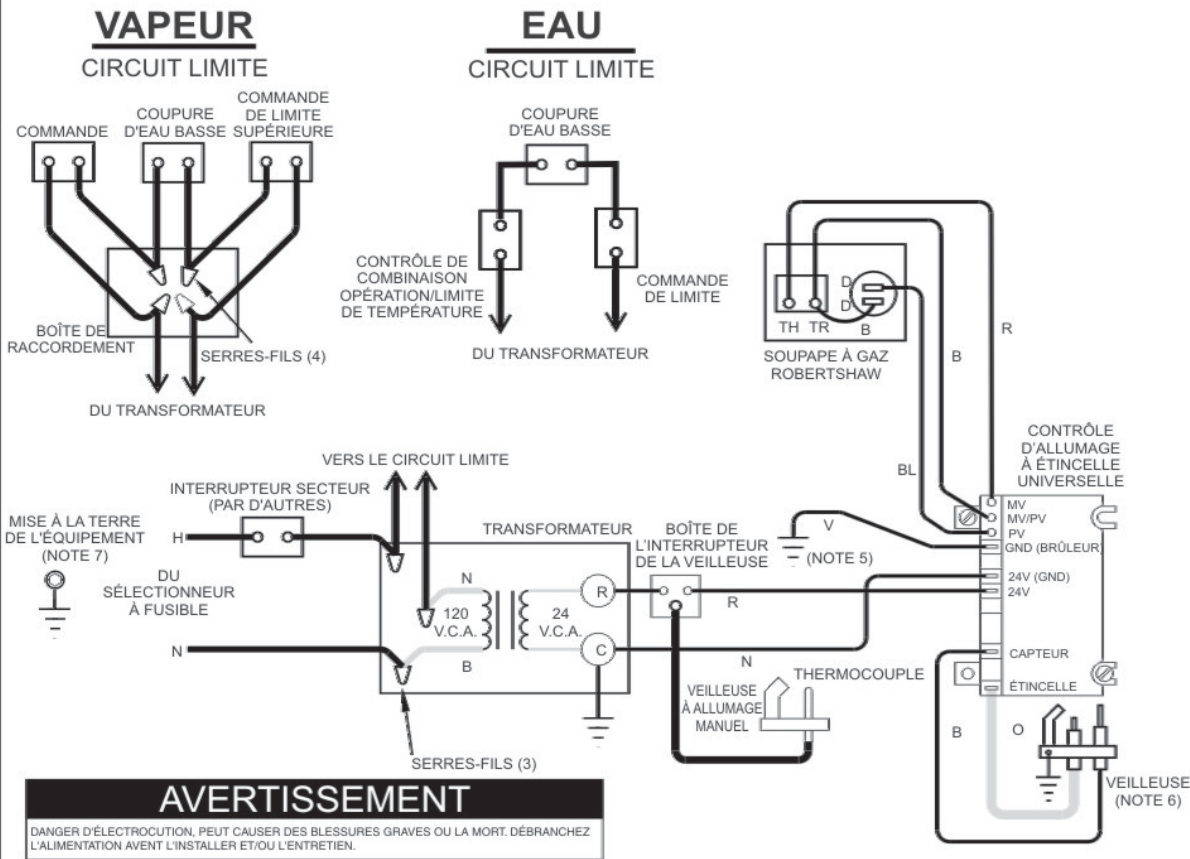 VAPEUR
CIRCUIT LIMITE
COMMANDE
COUPURE
D'EAU BASSE
COMMANDE
DE LIMITE
SUPÉRIEURE
BOÎTE DE
RACCORDEMENT
SERRES-FILS (4)
DU TRANSFORMATEUR
EAU
CIRCUIT LIMITE
COUPURE
D'EAU BASSE
CONTRÔLE DE
COMBINAISON
OPÉRATION/LIMITE
DE TEMPÉRATURE
COMMANDE
DE LIMITE
DU TRANSFORMATEUR
D
D
TH TR B
SOUPAPE À GAZ
ROBERTSHAW
B
R
BL
CONTRÔLE
D'ALLUMAGE
À ÉTINCELLE
UNIVERSELLE
MV
MV/PV
PV
GND (BRÛLEUR)
24V (GND)
24V
CAPTEUR
ÉTINCELLE
VERS LE CIRCUIT LIMITE
INTERRUPTEUR SECTEUR
(PAR D'AUTRES)
MISE À LA TERRE
DE L'ÉQUIPEMENT
(NOTE 7)
H
DU
SÉLECTIONNEUR
À FUSIBLE
N
TRANSFORMATEUR
N
120
V.C.A.
24
V.C.A.
B
R
C
BOÎTE DE
L'INTERRUPTEUR
DE LA VEILLEUSE
V
(NOTE 5)
R
N
THERMOCOUPLE
VEILLEUSE
À ALLUMAGE
MANUEL
B
O
VEILLEUSE
(NOTE 6)
SERRES-FILS (3)
AVERTISSEMENT
DANGER D'ÉLECTROCUTION, PEUT CAUSER DES BLESSURES GRAVES OU LA MORT. DÉBRANCHEZ
L'ALIMENTATION AVENT L'INSTALLER ET/OU L'ENTRETIEN.